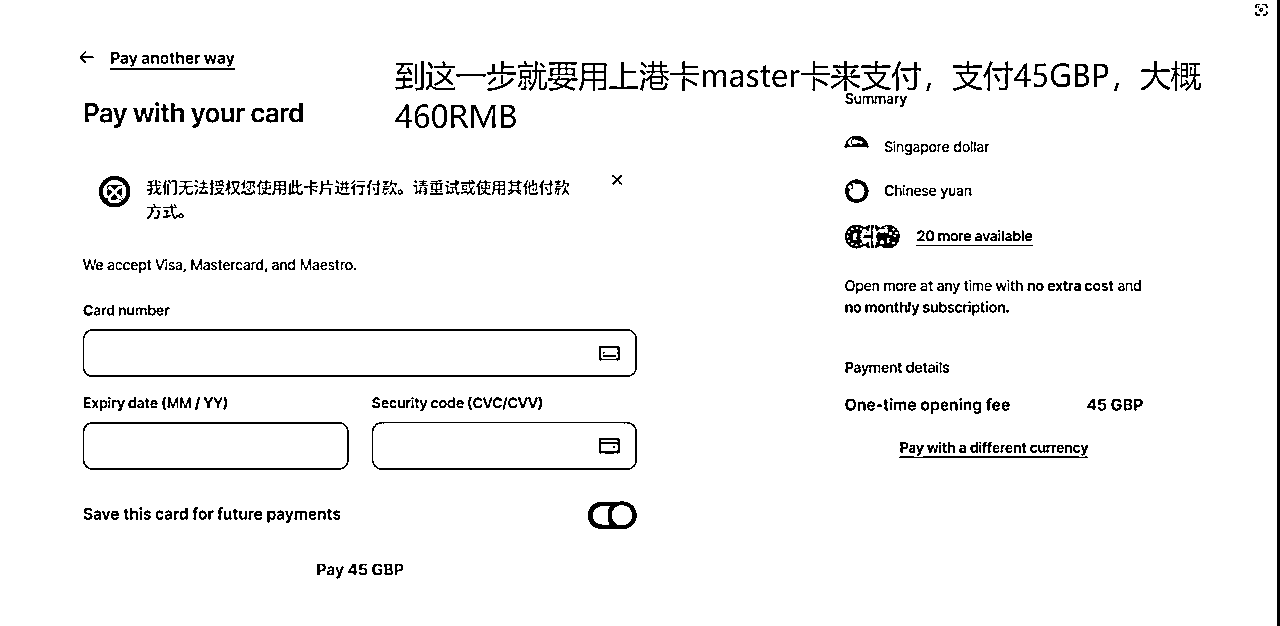 Pay another way
到这一步就要用上港卡master卡来支付，支付45GBP，大概
460RMB
Pay with your card
我们无法授权您使用此卡片进行付款。请重试或使用其他付款
方式。
We accept Visa, Mastercard, and Maestro.
Card number
Expiry date (MM / YY)
Security code (CVC/CVV)
Save this card for future payments
Pay 45 GBP
Summary
Singapore dollar
Chinese yuan
20 more available
Open more at any time with no extra cost and
no monthly subscription.
Payment details
One-time opening fee 45 GBP
Pay with a different currency